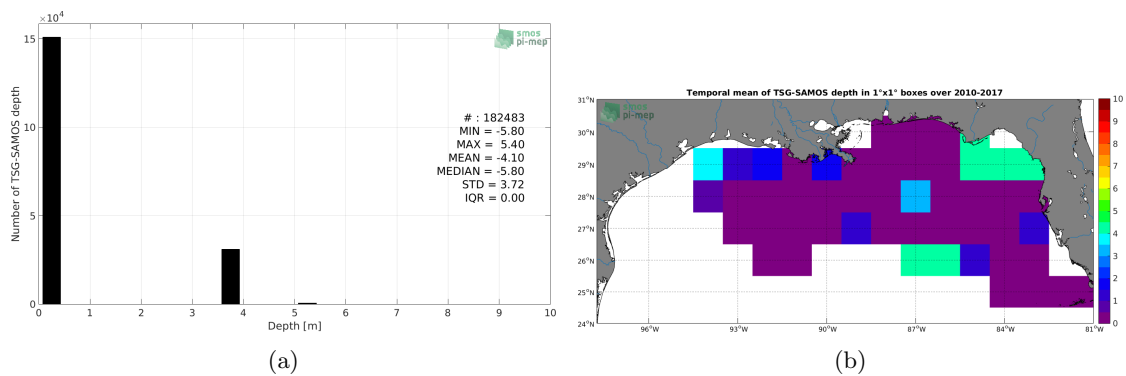 ×10⁴
15
10
5
0
Number of TSG-SAMOS depth
smos
pi-mep
# : 182483
MIN = -5.80
MAX = 5.40
MEAN = -4.10
MEDIAN = -5.80
STD = 3.72
IQR = 0.00
0 1 2 3 4 5 6 7 8 9 10
Depth [m]
(a)
Temporal mean of TSG-SAMOS depth in 1°x1° boxes over 2010-2017
smos
pi-mep
31°N
30°N
29°N
28°N
27°N
26°N
25°N
24°N
96°W 93°W 90°W 87°W 84°W 81°W
10
9
8
7
6
5
4
3
2
1
0
(b)